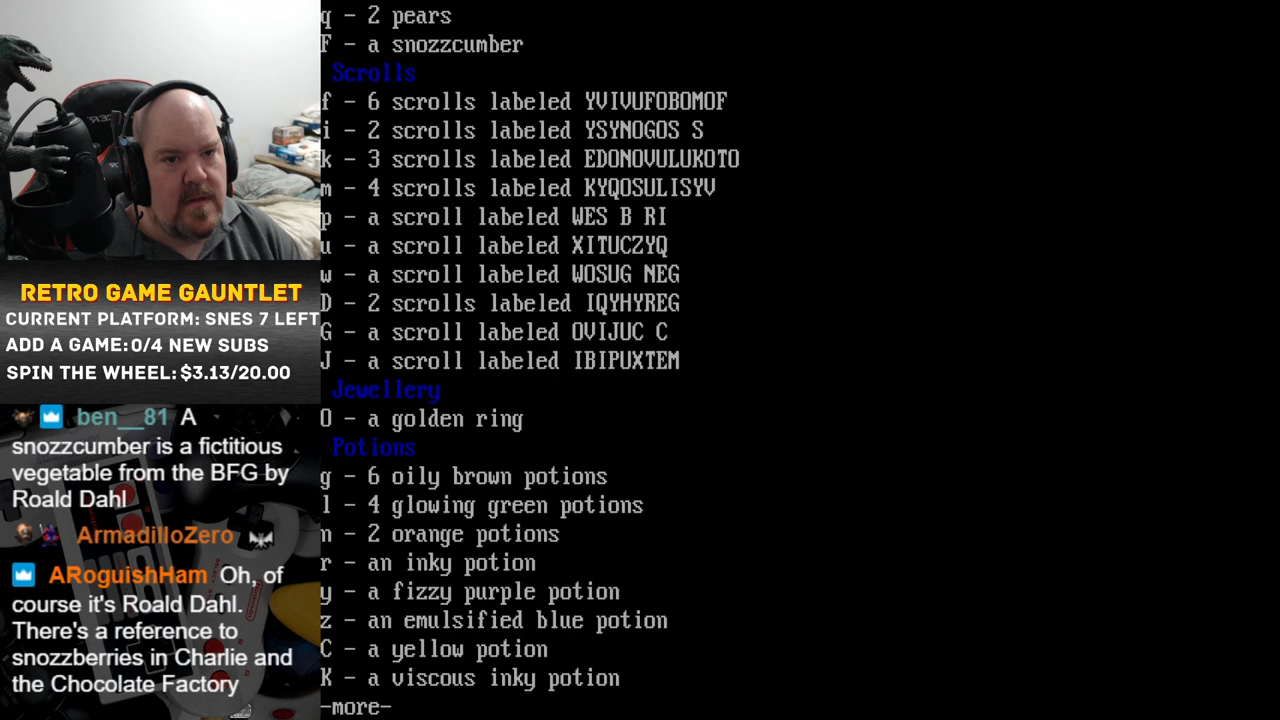 q - 2 pears
F - a snozzcumber
Scrolls
f - 6 scrolls labeled YVIVUFOBOMOF
i - 2 scrolls labeled YSYNOGOS S
k - 3 scrolls labeled EDONOVULUKOTO
m - 4 scrolls labeled KYQOSULISYV
p - a scroll labeled WES B RI
u - a scroll labeled XITUCZYQ
w - a scroll labeled WOSUG NEG
D - 2 scrolls labeled IQYHYREG
G - a scroll labeled OVIJUC C
J - a scroll labeled IBIPUXTEM
Jewellery
O - a golden ring
Potions
g - 6 oily brown potions
l - 4 glowing green potions
n - 2 orange potions
r - an inky potion
y - a fizzy purple potion
z - an emulsified blue potion
C - a yellow potion
K - a viscous inky potion
-more-
RETRO GAME GAUNTLET
CURRENT PLATFORM: SNES 7 LEFT
ADD A GAME: 0/4 NEW SUBS
SPIN THE WHEEL: $3.13/20.00
ben__81 A
snozzcumber is a fictitious
vegetable from the BFG by
Roald Dahl
ArmadilloZero
ARoguishHam Oh, of
course it's Roald Dahl.
There's a reference to
snozzberries in Charlie and
the Chocolate Factory